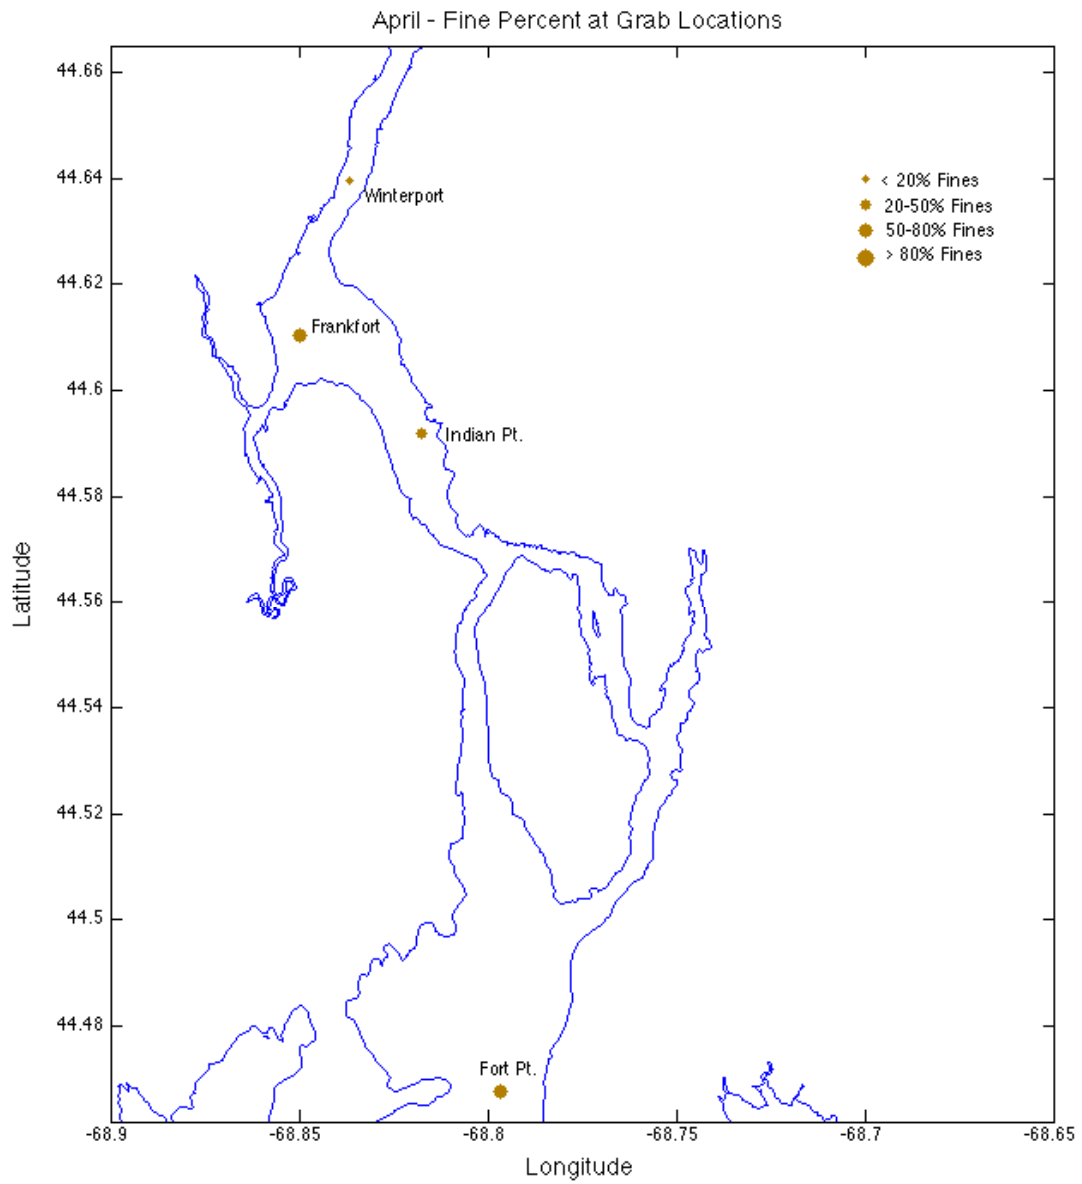 April - Fine Percent at Grab Locations
44.66
44.64
44.62
44.6
44.58
44.56
44.54
44.52
44.5
44.48
Latitude
Winterport
Frankfort
Indian Pt.
Fort Pt.
< 20% Fines
20-50% Fines
50-80% Fines
> 80% Fines
-68.9
-68.85
-68.8
-68.75
-68.7
-68.65
Longitude